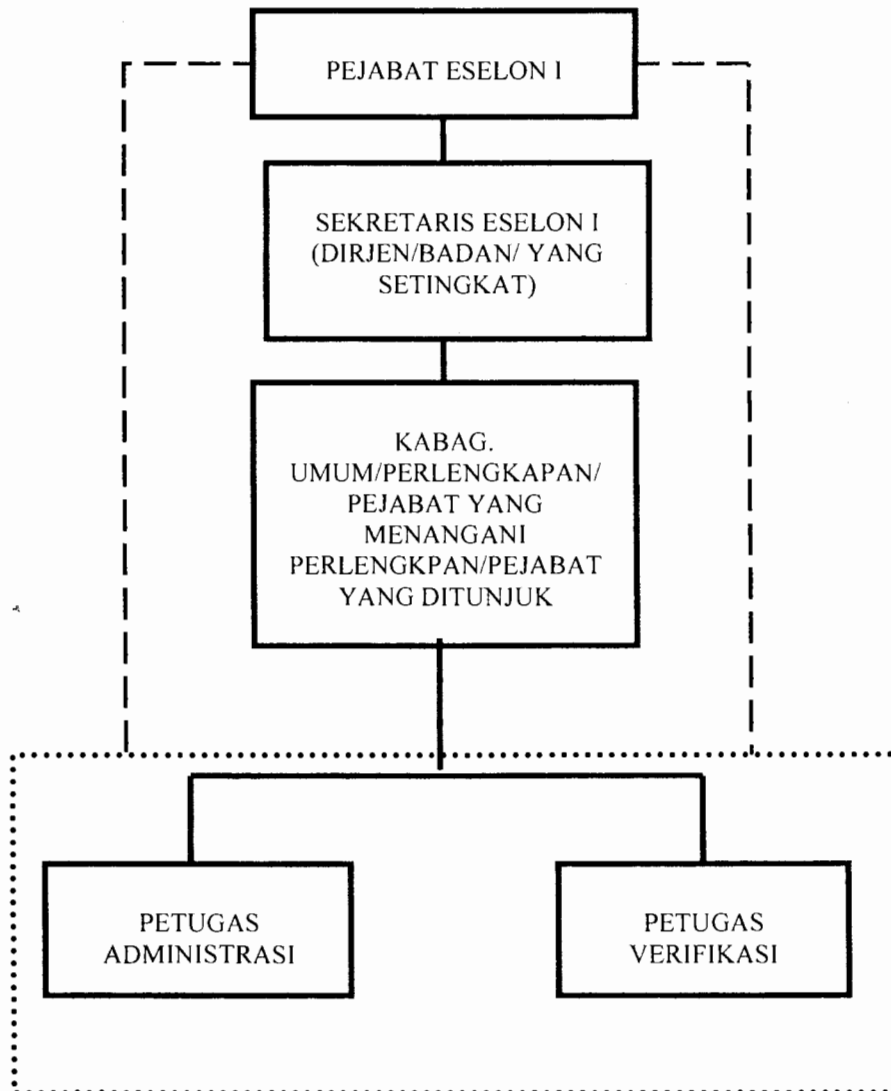 PEJABAT ESELON I
SEKRETARIS ESELON I
(DIRJEN/BADAN/ YANG
SETINGKAT)
KABAG.
UMUM/PERLENGKAPAN/
PEJABAT YANG
MENANGANI
PERLENGKPAN/PEJABAT
YANG DITUNJUK
PETUGAS
ADMINISTRASI
PETUGAS
VERIFIKASI